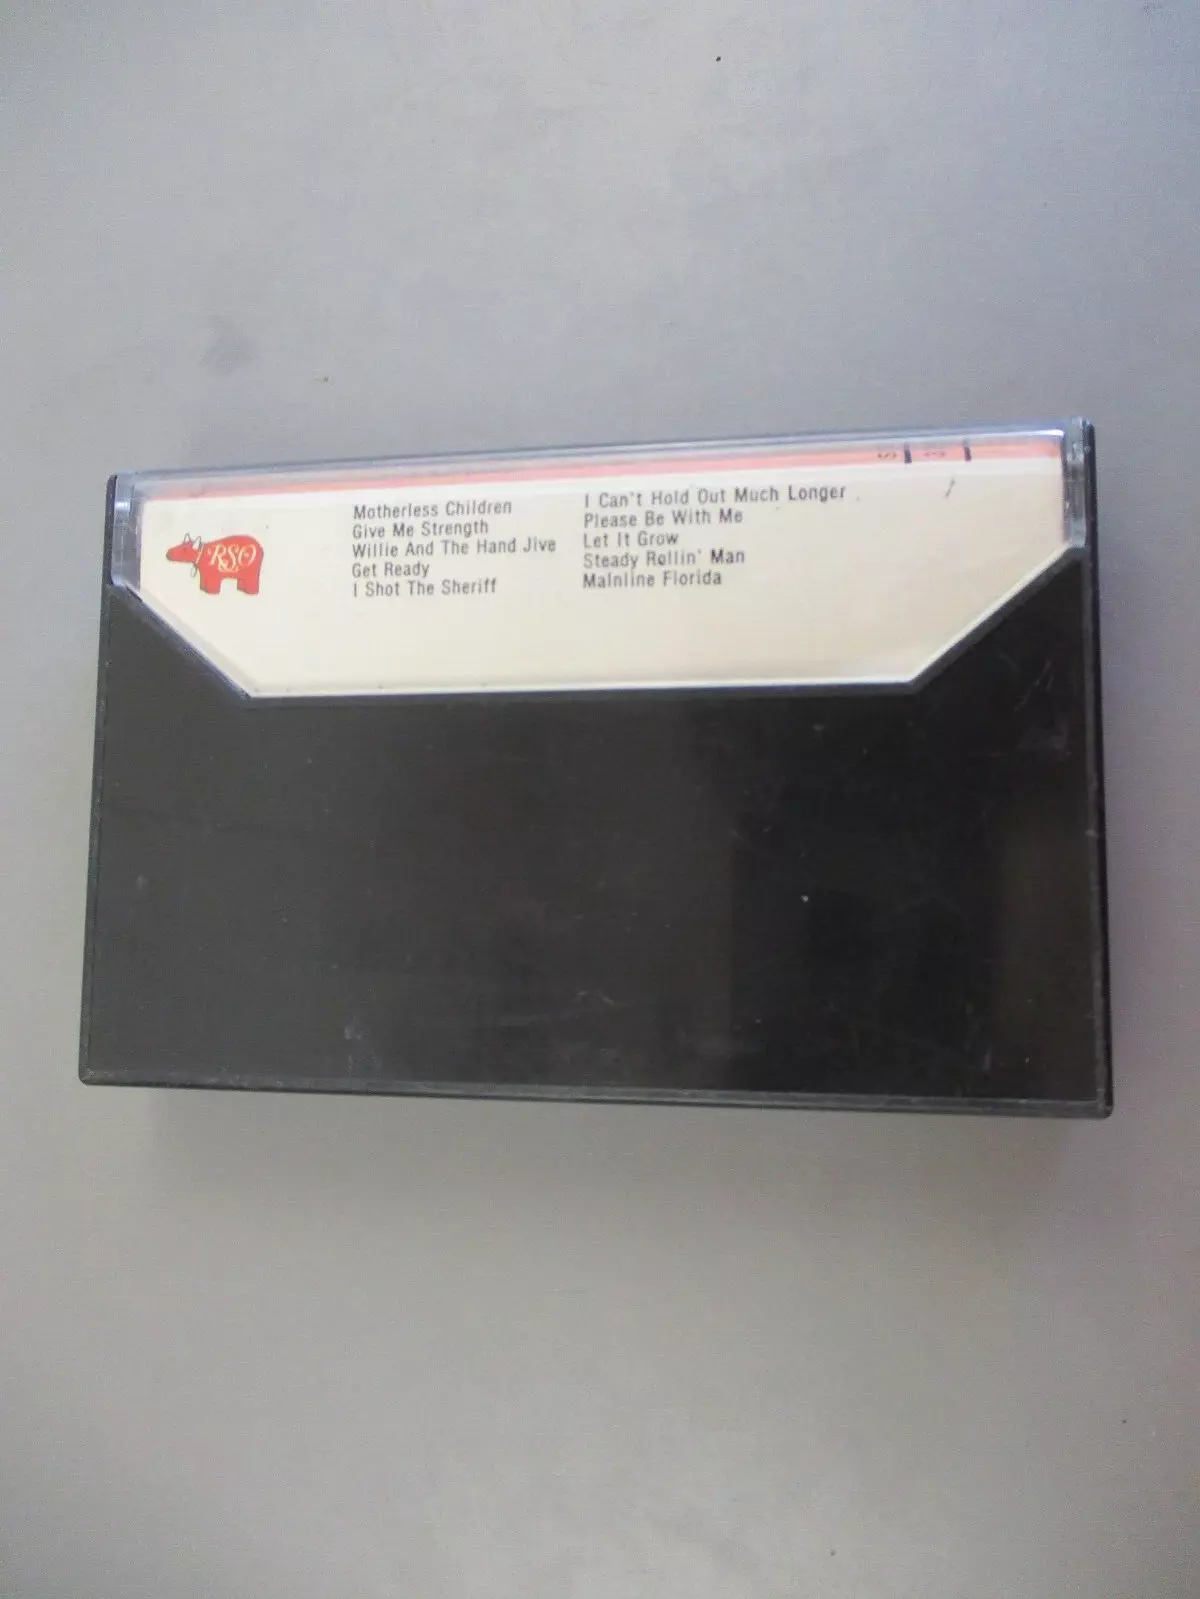 RSO
Motherless Children
Give Me Strength
Willie And The Hand Jive
Get Ready
I Shot The Sheriff
I Can't Hold Out Much Longer
Please Be With Me
Let It Grow
Steady Rollin' Man
Mainline Florida